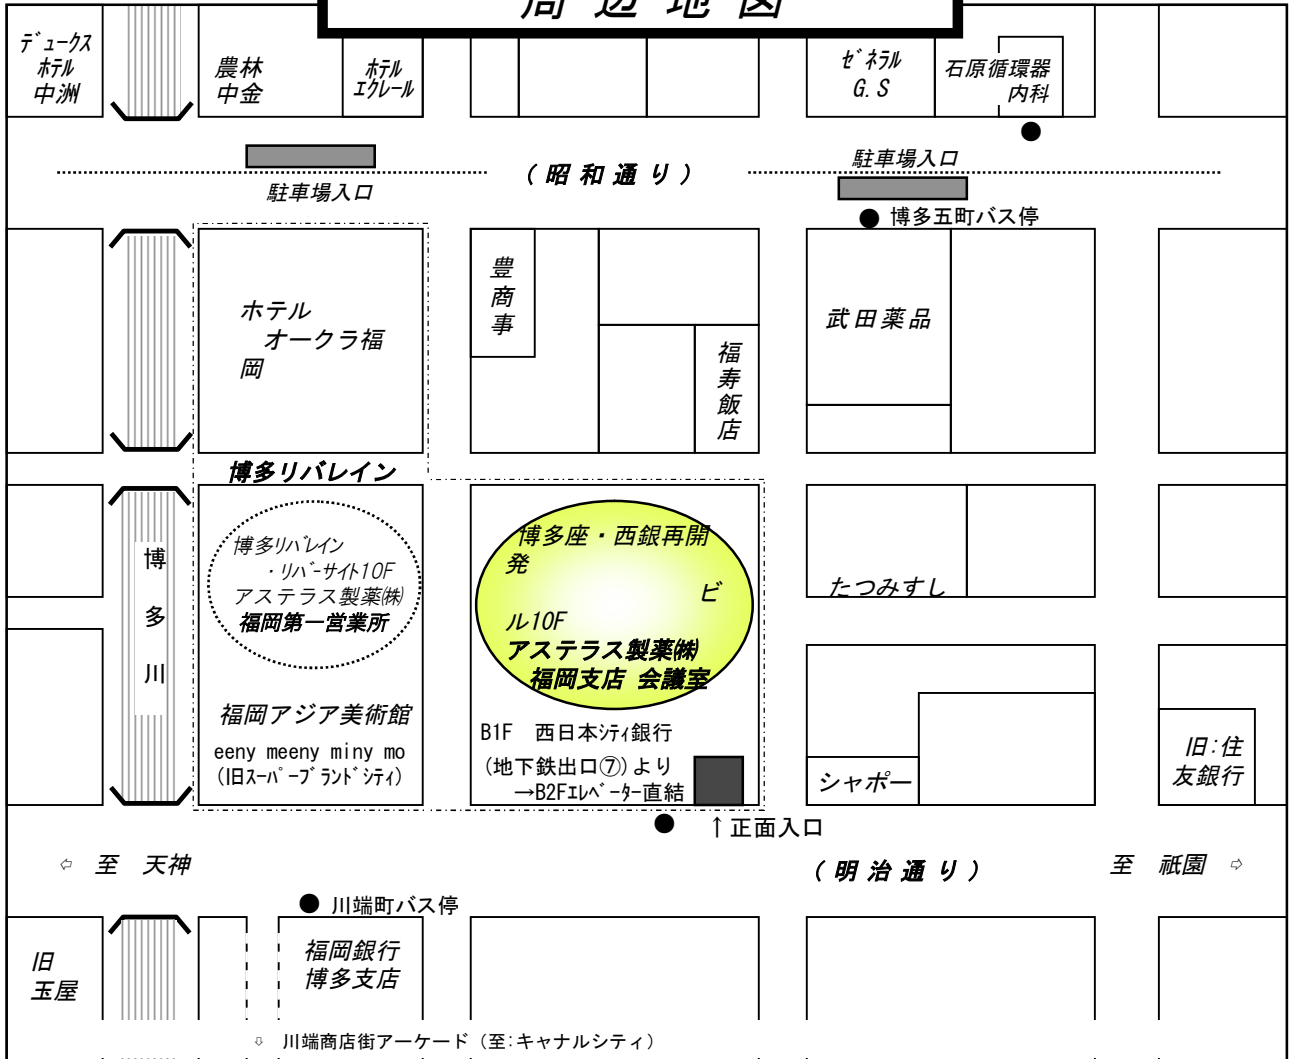 周辺地図
デュークス
ホテル
中洲
農林
中金
ホテル
エクレール
ゼネラル
G.S
石原循環器
内科
駐車場入口
(昭和通り)
駐車場入口
博多五町バス停
ホテル
オークラ福
岡
豊
商
事
福
寿
飯
店
武田薬品
博多リバレイン
博
多
川
博多リバレイン
・リバーサイト10F
アステラス製薬㈱
福岡第一営業所
博多座・西銀再開
発
ビ
ル10F
アステラス製薬㈱
福岡支店 会議室
たつみすし
福岡アジア美術館
eeny meeny miny mo
(旧スーパーブランドシティ)
B1F 西日本シティ銀行
(地下鉄出口⑦)より
→B2Fエレベーター直結
シャポー
旧:住
友銀行
↑正面入口
⇦ 至 天神
(明治通り)
至 祇園 ⇨
川端町バス停
旧
玉屋
福岡銀行
博多支店
⇩ 川端商店街アーケード(至:キャナルシティ)